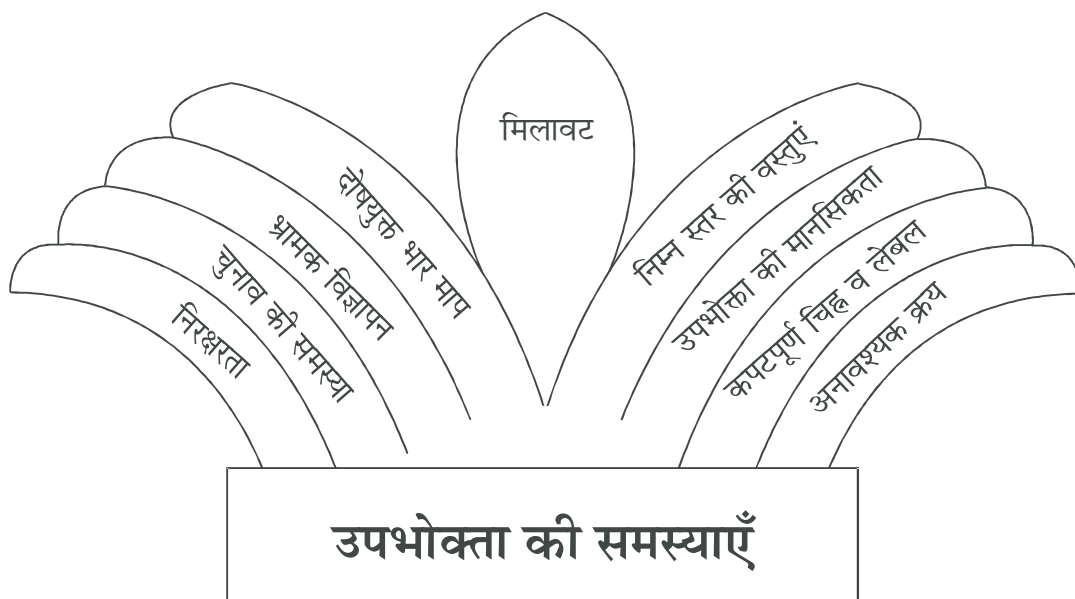 मिलावट
दोषयुक्त भार माप
भ्रामक विज्ञापन
चुनाव की समस्या
निरक्षरता
निम्न स्तर की वस्तुएं
उपभोक्ता की मानसिकता
कपटपूर्ण चिह्न व लेबल
अनावश्यक क्रय
उपभोक्ता की समस्याएँ